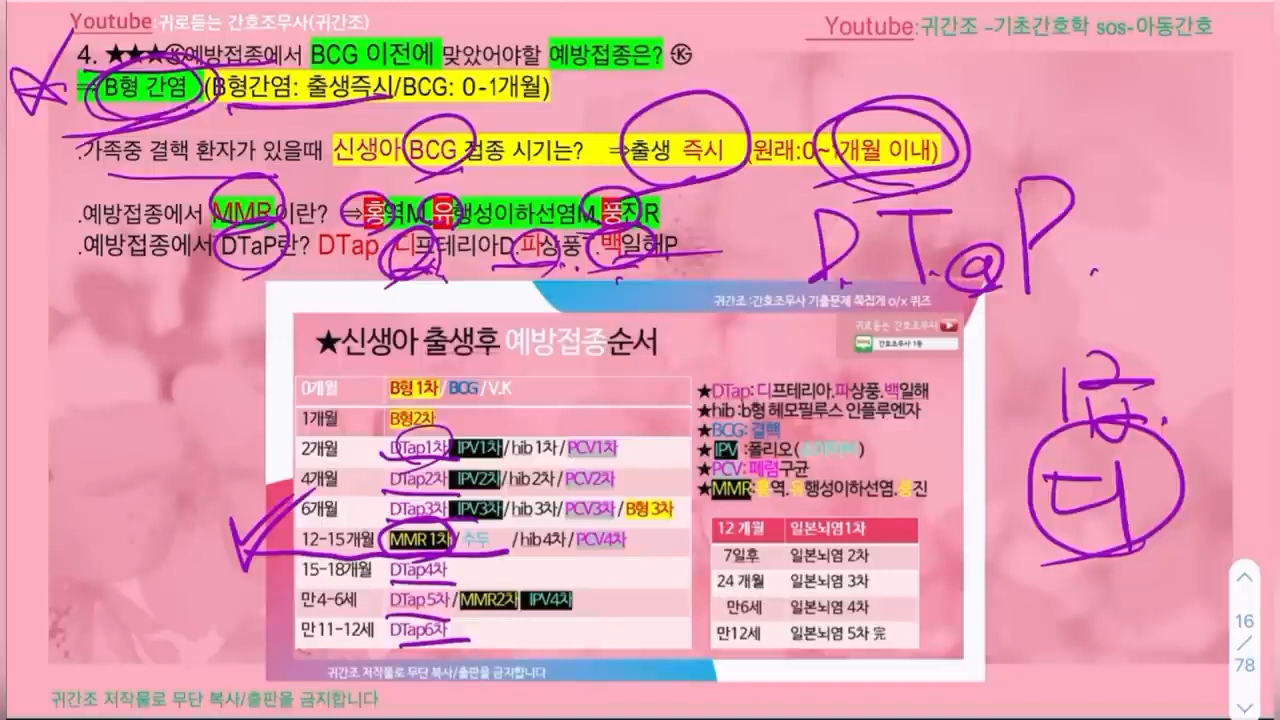 Youtube:귀로듣는 간호조무사(귀간조)
Youtube:귀간조 -기초간호학 sos-아동간호
4. ★★★Ⓚ예방접종에서 BCG 이전에 맞았어야할 예방접종은? Ⓚ
⇒ B형 간염 (B형간염: 출생즉시/BCG: 0-1개월)
.가족중 결핵 환자가 있을때 신생아 BCG 접종 시기는? ⇒출생 즉시 (원래:0~1개월 이내)
.예방접종에서 MMR이란? ⇒홍역M,유행성이하선염M,풍진R
.예방접종에서 DTaP란? DTap 디프테리아D.파상풍T.백일해P
D.T.aP.
12
디
귀간조 :간호조무사 기출문제 쪽집게 o/x 퀴즈
귀로듣는 간호조무사
간호조무사 1등
★신생아 출생후 예방접종순서
0개월 B형 1차 / BCG / V.K
1개월 B형2차
2개월 DTap1차/ IPV1차/ hib 1차/ PCV1차
4개월 DTap2차/ IPV2차/ hib 2차/ PCV2차
6개월 DTap3차/ IPV3차/ hib 3차/ PCV3차 / B형 3차
12-15개월 MMR 1차/ 수두 / hib 4차 / PCV4차
15-18개월 DTap4차
만4-6세 DTap 5차 / MMR2차/ IPV4차
만11-12세 DTap6차
★DTap: 디프테리아.파상풍.백일해
★hib :b형 헤모필루스 인플루엔자
★BCG: 결핵
★IPV :폴리오(소아마비)
★PCV: 폐렴구균
★MMR:홍역.유행성이하선염.풍진
12 개월 일본뇌염1차
7일후 일본뇌염 2차
24 개월 일본뇌염 3차
만6세 일본뇌염 4차
만12세 일본뇌염 5차 完
귀간조 저작물로 무단 복사/출판을 금지합니다
귀간조 저작물로 무단 복사/출판을 금지합니다
16
/
78